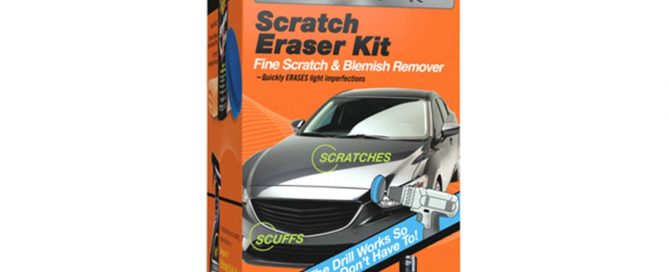 Scratch
Eraser Kit
Fine Scratch & Blemish Remover
– Quickly ERASES light imperfections
SCRATCHES
SCUFFS
The Drill Works So
Don't Have To!